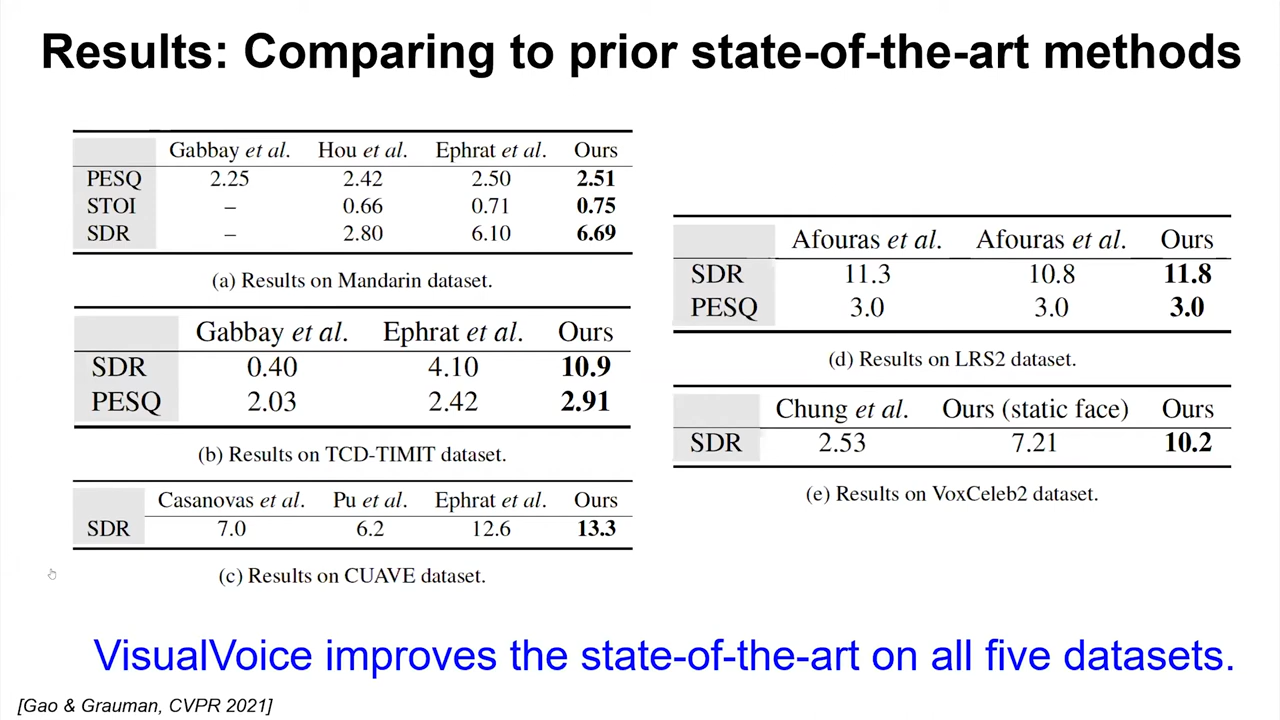 Results: Comparing to prior state-of-the-art methods
Gabbay et al. Hou et al. Ephrat et al. Ours
PESQ 2.25 2.42 2.50 2.51
STOI – 0.66 0.71 0.75
SDR – 2.80 6.10 6.69
(a) Results on Mandarin dataset.
Gabbay et al. Ephrat et al. Ours
SDR 0.40 4.10 10.9
PESQ 2.03 2.42 2.91
(b) Results on TCD-TIMIT dataset.
Casanovas et al. Pu et al. Ephrat et al. Ours
SDR 7.0 6.2 12.6 13.3
(c) Results on CUAVE dataset.
Afouras et al. Afouras et al. Ours
SDR 11.3 10.8 11.8
PESQ 3.0 3.0 3.0
(d) Results on LRS2 dataset.
Chung et al. Ours (static face) Ours
SDR 2.53 7.21 10.2
(e) Results on VoxCeleb2 dataset.
VisualVoice improves the state-of-the-art on all five datasets.
[Gao & Grauman, CVPR 2021]